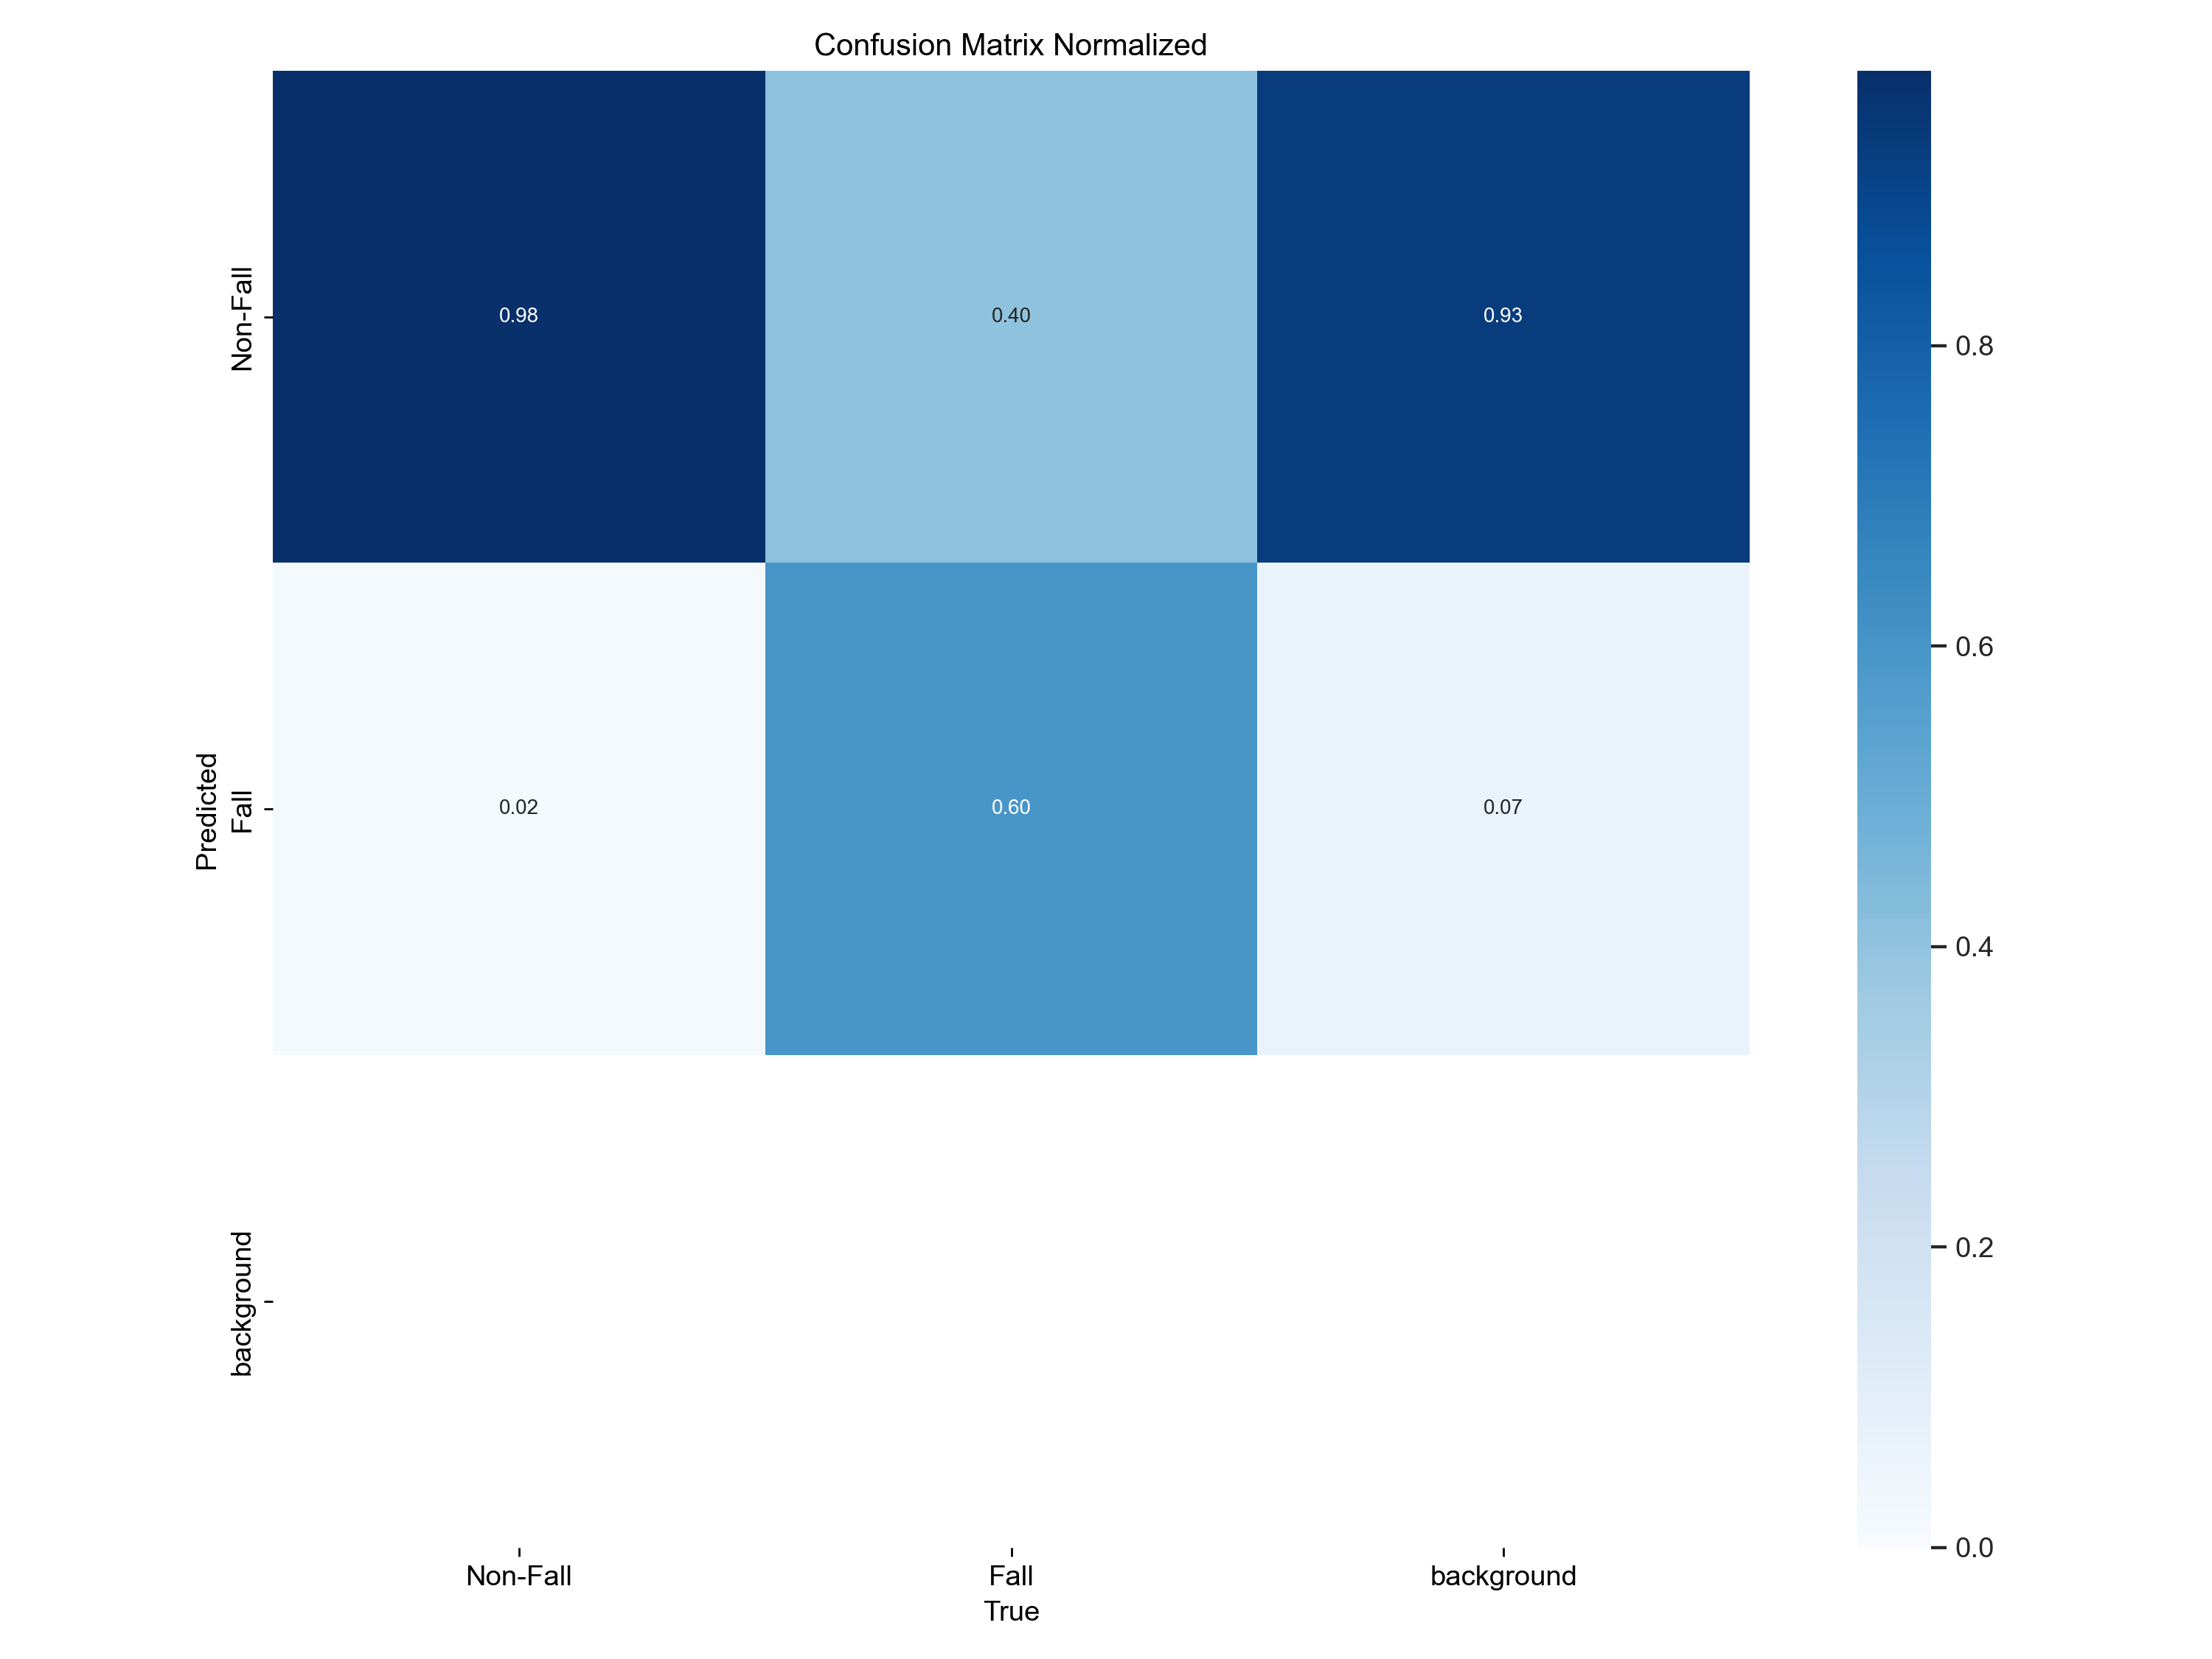 Confusion Matrix Normalized
Non-Fall
0.98
0.40
0.93
0.8
0.6
Predicted
Fall
0.02
0.60
0.07
0.4
0.2
background
0.0
Non-Fall
Fall
background
True